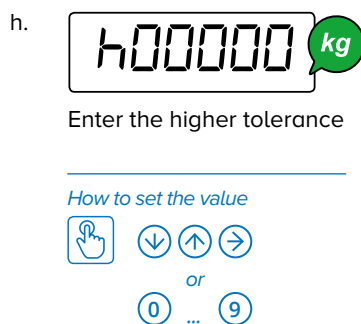 h.
h00000
kg
Enter the higher tolerance
How to set the value
or
0 ... 9